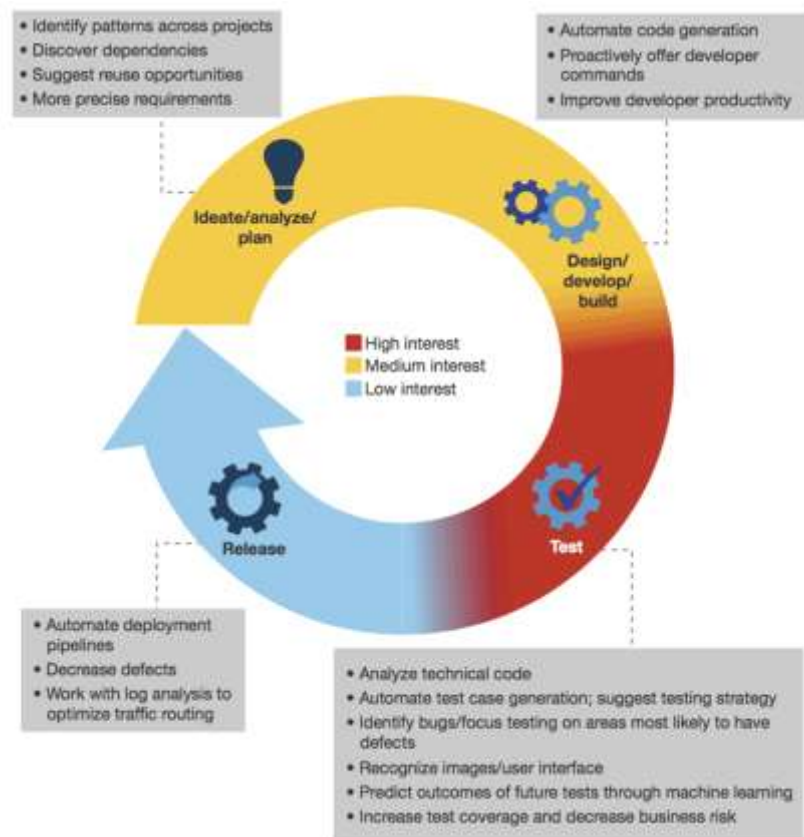 • Identify patterns across projects
• Discover dependencies
• Suggest reuse opportunities
• More precise requirements
• Automate code generation
• Proactively offer developer
commands
• Improve developer productivity
Ideate/analyze/
plan
Design/
develop/
build
High interest
Medium interest
Low interest
Release
Test
• Automate deployment
pipelines
• Decrease defects
• Work with log analysis to
optimize traffic routing
• Analyze technical code
• Automate test case generation; suggest testing strategy
• Identify bugs/focus testing on areas most likely to have
defects
• Recognize images/user interface
• Predict outcomes of future tests through machine learning
• Increase test coverage and decrease business risk